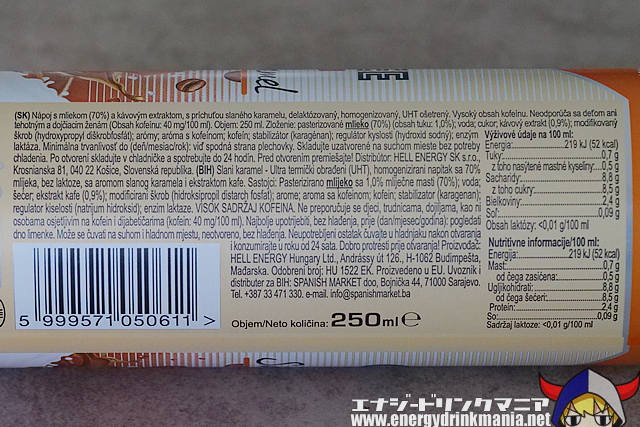 (SK) Nápoj s mliekom (70%) a kávovým extraktom, s príchuťou slaného karamelu, delaktózovaný, homogenizovaný, UHT ošetrený. Vysoký obsah kofeínu. Neodporúča sa deťom ani
tehotným a dojčiacim ženám (Obsah kofeínu: 40 mg/100 ml). Objem: 250 ml. Zloženie: pasterizované mlieko (70%) (obsah tuku: 1,0%); voda; cukor; kávový extrakt (0,9%); modifikovaný
škrob (hydroxypropyl diškrobfosfát); arómy; aróma s kofeínom; kofeín; stabilizátor (karagénan); regulátor kyslosti (hydroxid sodný); enzým
laktáza. Minimálna trvanlivosť do (deň/mesiac/rok): viď spodná strana plechovky. Skladujte uzatvorené na suchom mieste bez potreby
chladenia. Po otvorení skladujte v chladničke a spotrebujte do 24 hodín. Pred otvorením premiešajte! Distribútor: HELL ENERGY SK s.r.o.,
Krosnianska 81, 040 22 Košice, Slovenská republika. (BIH) Slani karamel - Ultra termički obrađeni (UHT), homogenizirani napitak sa 70%
mlijeka, bez laktoze, sa aromom slanog karamela i ekstraktom kafe. Sastojci: Pasterizirano mlijeko sa 1,0% mliječne masti (70%); voda;
šećer; ekstrakt kafe (0,9%); modificirani škrob (hidroksipropil distarch fosfat); arome; aroma sa kofeinom; kofein; stabilizator (karagenan);
regulator kiselosti (natrijum hidroksid); enzim laktaze. VISOK SADRŽAJ KOFEINA. Ne preporučuje se djeci, trudnicama, dojiljama, kao ni
osobama osjetljivim na kofein i dijabetičarima (kofein: 40 mg/100 ml). Najbolje upotrijebiti, bez hlađenja, prije (dan/mjesec/godina): pogledati
dno limenke. Može se čuvati na suhom i hladnom mjestu, neotvoreno, bez hlađenja. Neupotrebljeni ostatak čuvajte u hladnjaku nakon otvaranja
i konzumirajte u roku od 24 sata. Dobro protresti prije otvaranja! Proizvođač:
HELL ENERGY Hungary Ltd., Andrássy út 126., H-1062 Budimpešta,
Mađarska. Odobreni broj: HU 1522 EK. Proizvedeno u EU. Uvoznik i
distributer za BIH: SPANISH MARKET doo, Bojnička 44, 71000 Sarajevo.
Tel. +387 33 471 330. e-mail. info@spanishmarket.ba
5 999571 050611 >
Objem/Neto količina: 250ml e
Výživové údaje na 100 ml:
Energia: 219 kJ (52 kcal)
Tuky: 0,7 g
z toho nasýtené mastné kyseliny: 0,5 g
Sacharidy: 8,8 g
z toho cukry: 8,5 g
Bielkoviny: 2,4 g
Soľ: 0,09 g
Obsah laktózy: <0,01 g/100 ml
Nutritivne informacije/100 ml:
Energija: 219 kJ (52 kcal)
Mast: 0,7 g
od čega zasićena: 0,5 g
Ugljikohidrati: 8,8 g
od čega šećeri: 8,5 g
Protein: 2,4 g
So: 0,09 g
Sadržaj laktoze: <0,01 g/100 ml
エナジードリンクマニア
www.energydrinkmania.net